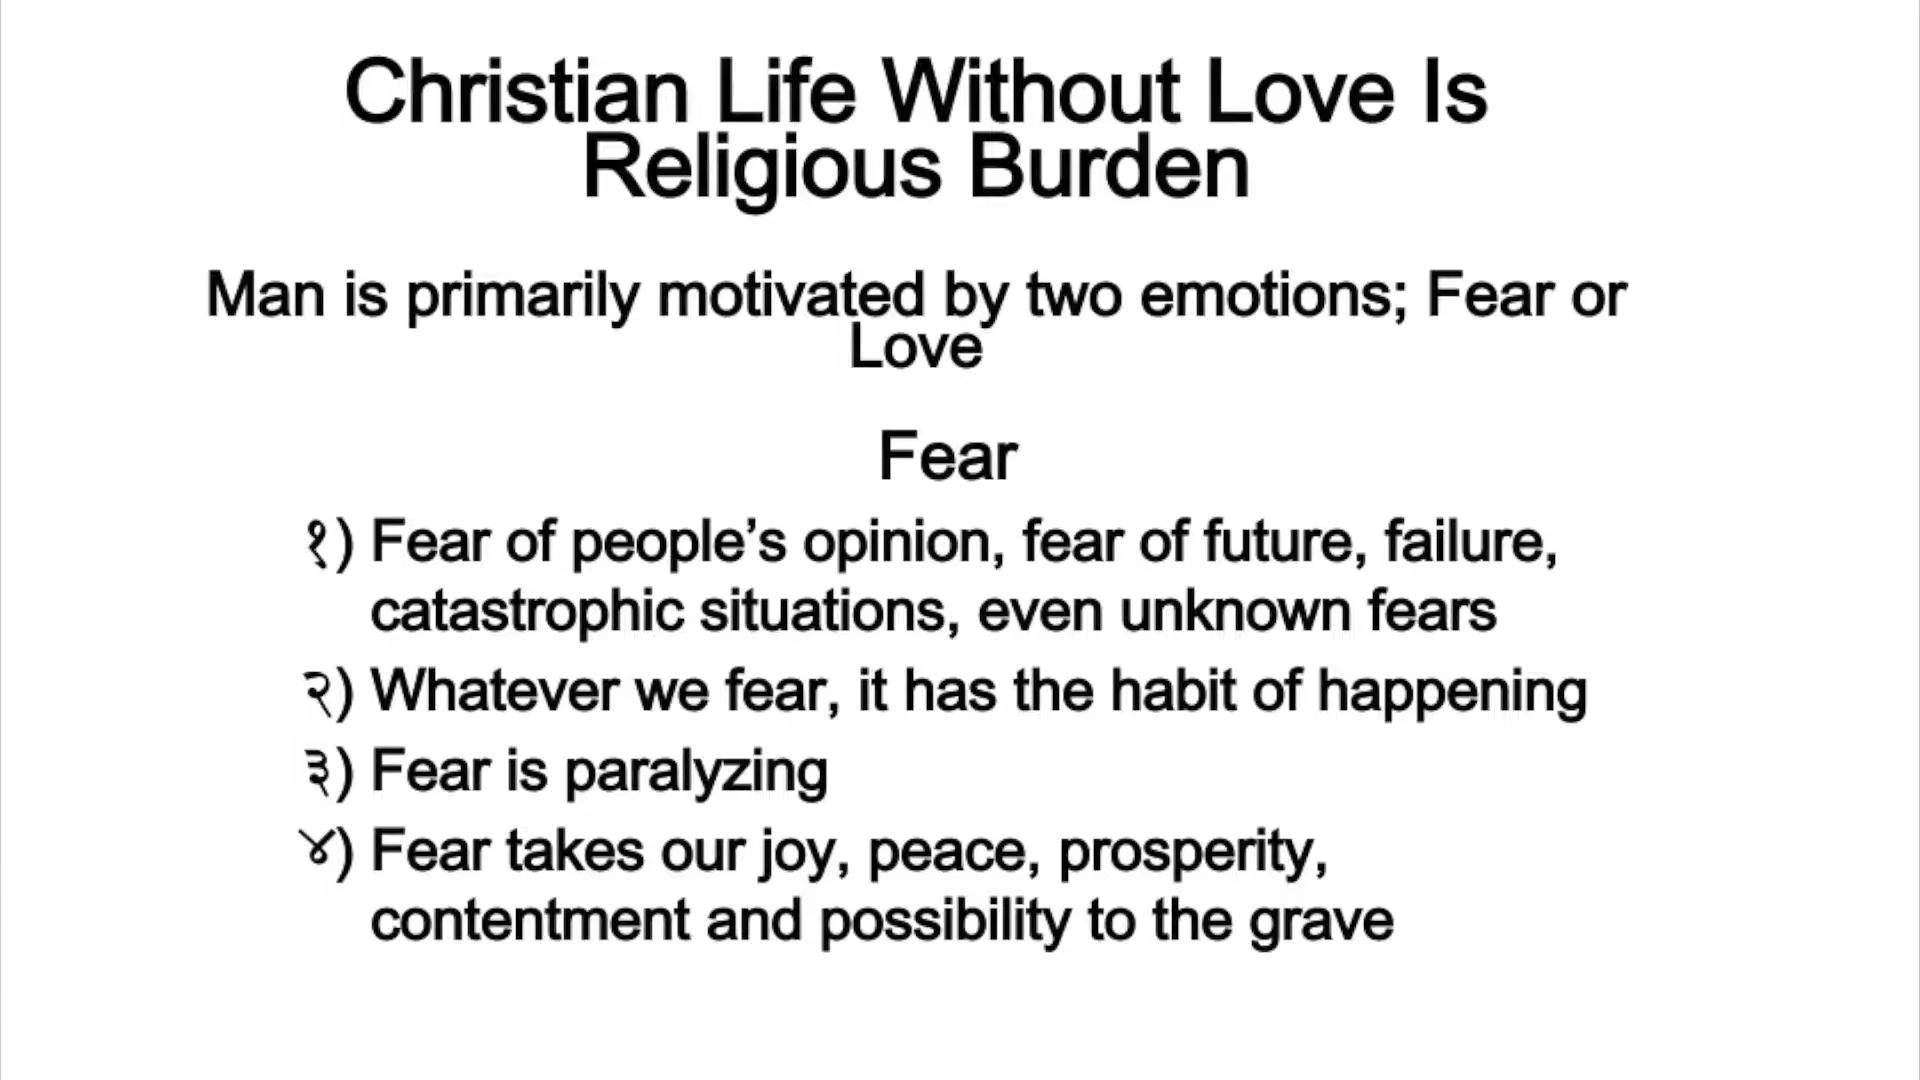 Christian Life Without Love Is
Religious Burden
Man is primarily motivated by two emotions; Fear or
Love
Fear
१) Fear of people’s opinion, fear of future, failure,
catastrophic situations, even unknown fears
२) Whatever we fear, it has the habit of happening
३) Fear is paralyzing
४) Fear takes our joy, peace, prosperity,
contentment and possibility to the grave